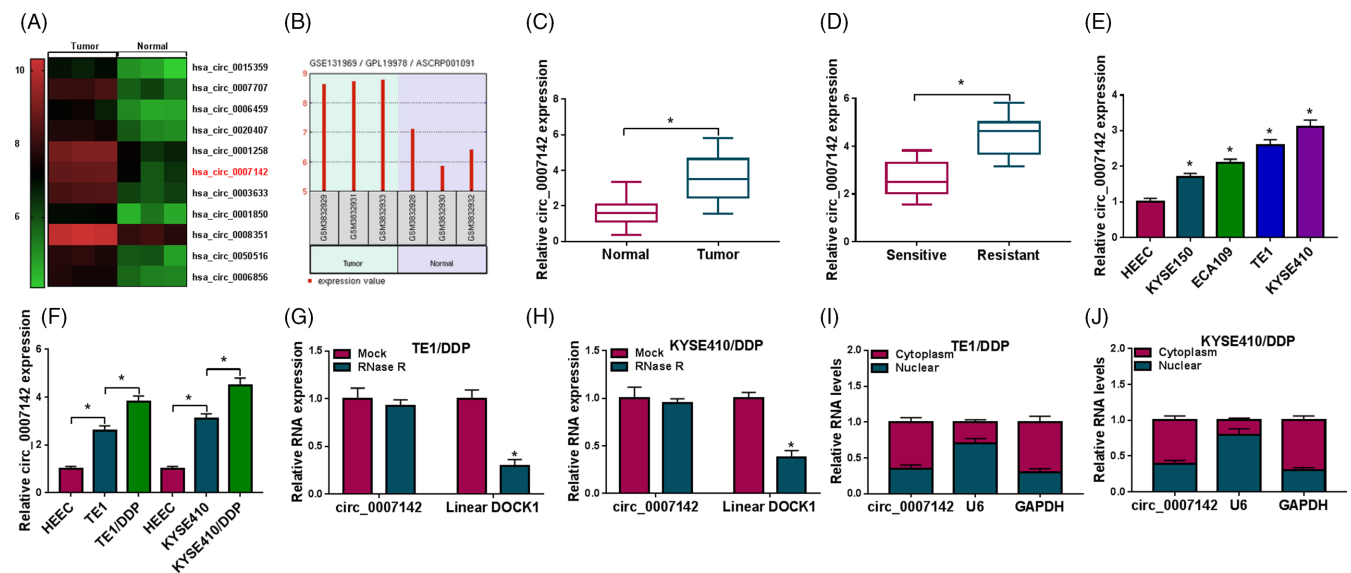 (A)
Tumor Normal
10
8
6
hsa_circ_0015359
hsa_circ_0007707
hsa_circ_0006459
hsa_circ_0020407
hsa_circ_0001258
hsa_circ_0007142
hsa_circ_0003633
hsa_circ_0001850
hsa_circ_0008351
hsa_circ_0050516
hsa_circ_0006856
(B)
GSE131969 / GPL19978 / ASCRP001091
9
8
7
6
5
GSM3832929
GSM3832931
GSM3832933
GSM3832928
GSM3832930
GSM3832932
Tumor Normal
expression value
(C)
Relative circ_0007142 expression
8
6
4
2
0
*
Normal Tumor
(D)
Relative circ_0007142 expression
6
4
2
0
*
Sensitive Resistant
(E)
Relative circ_0007142 expression
4
3
2
1
0
* * * *
HEEC
KYSE150
ECA109
TE1
KYSE410
(F)
Relative circ_0007142 expression
6
4
2
0
* * * *
HEEC
TE1
TE1/DDP
HEEC
KYSE410
KYSE410/DDP
(G)
TE1/DDP
Mock
RNase R
Relative RNA expression
1.5
1.0
0.5
0.0
*
circ_0007142 Linear DOCK1
(H)
KYSE410/DDP
Mock
RNase R
Relative RNA expression
1.5
1.0
0.5
0.0
*
circ_0007142 Linear DOCK1
(I)
TE1/DDP
Cytoplasm
Nuclear
Relative RNA levels
2.0
1.5
1.0
0.5
0.0
circ_0007142 U6 GAPDH
(J)
KYSE410/DDP
Cytoplasm
Nuclear
Relative RNA levels
2.0
1.5
1.0
0.5
0.0
circ_0007142 U6 GAPDH